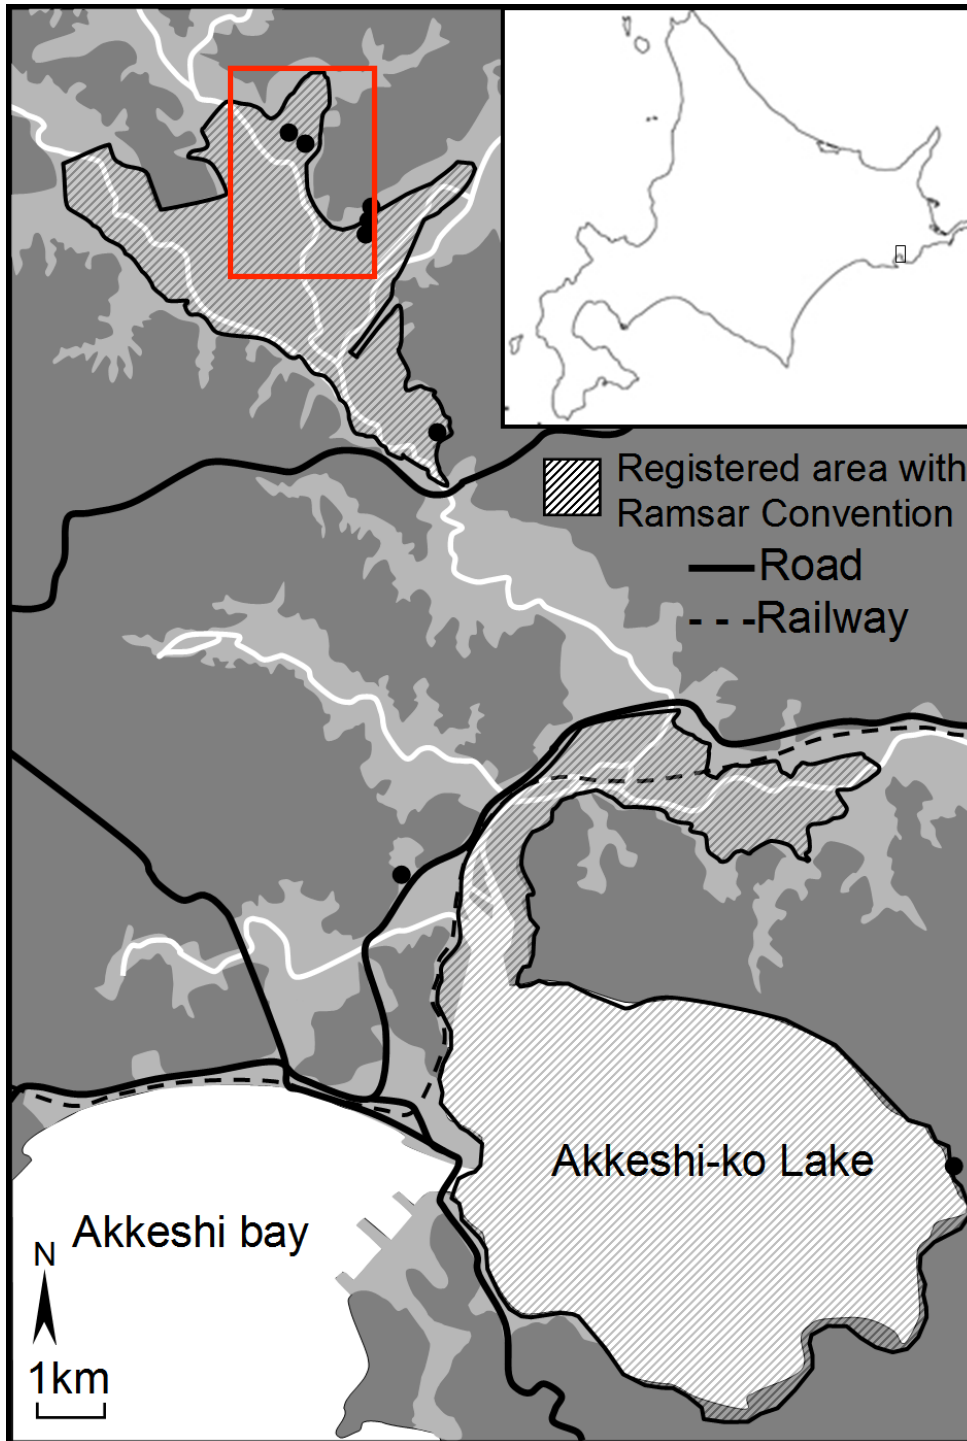 Registered area with
Ramsar Convention
Road
Railway
Akkeshi-ko Lake
Akkeshi bay
N
1km